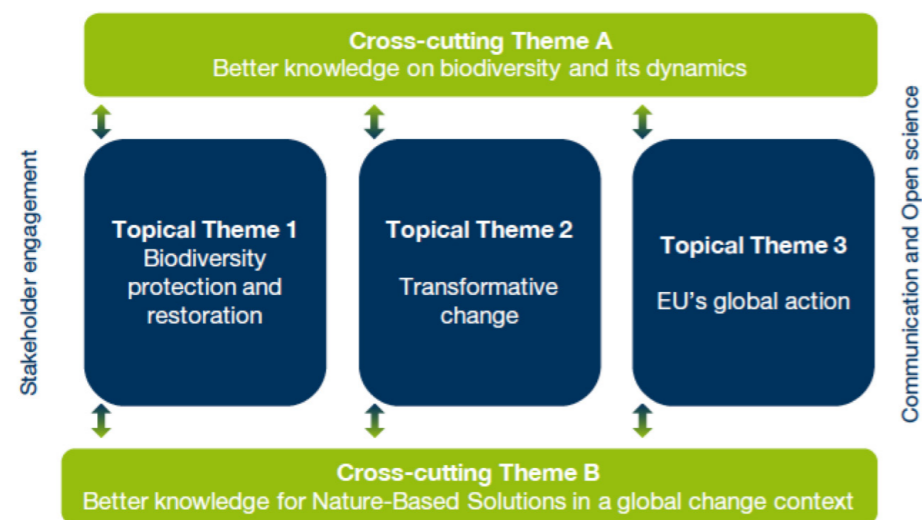 Cross-cutting Theme A
Better knowledge on biodiversity and its dynamics
Stakeholder engagement
Topical Theme 1
Biodiversity
protection and
restoration
Topical Theme 2
Transformative
change
Topical Theme 3
EU’s global action
Communication and Open science
Cross-cutting Theme B
Better knowledge for Nature-Based Solutions in a global change context